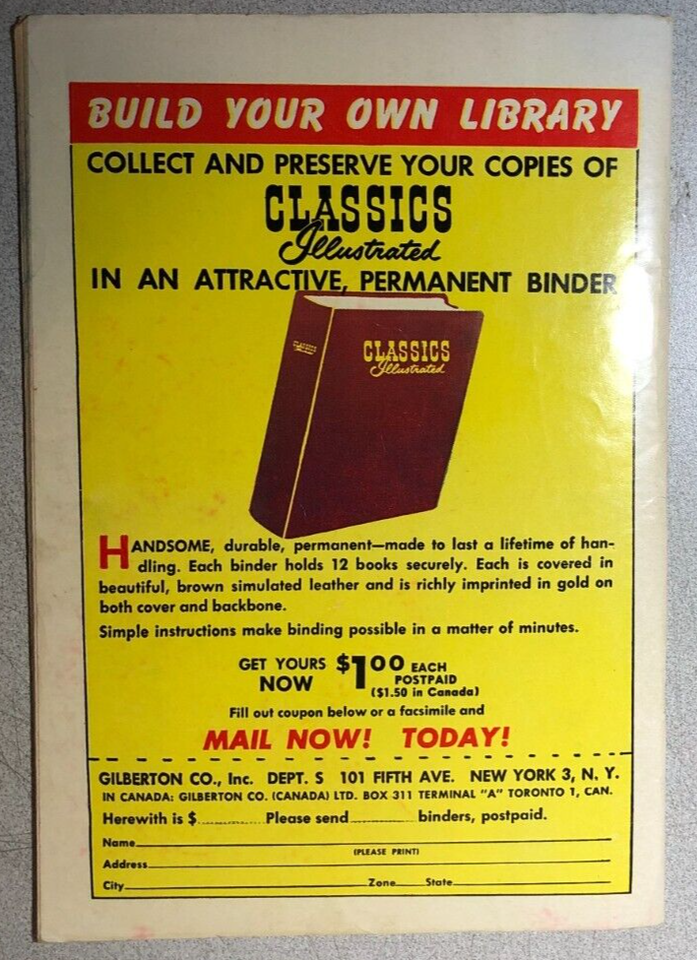 BUILD YOUR OWN LIBRARY
COLLECT AND PRESERVE YOUR COPIES OF
CLASSICS
Illustrated
IN AN ATTRACTIVE, PERMANENT BINDER
CLASSICS
Illustrated
HANDSOME, durable, permanent—made to last a lifetime of han-
dling. Each binder holds 12 books securely. Each is covered in
beautiful, brown simulated leather and is richly imprinted in gold on
both cover and backbone.
Simple instructions make binding possible in a matter of minutes.
GET YOURS NOW $1.00 EACH POSTPAID
($1.50 in Canada)
Fill out coupon below or a facsimile and
MAIL NOW! TODAY!
GILBERTON CO., Inc. DEPT. S 101 FIFTH AVE. NEW YORK 3, N. Y.
IN CANADA: GILBERTON CO. (CANADA) LTD. BOX 311 TERMINAL "A" TORONTO 1, CAN.
Herewith is $.............. Please send.............. binders, postpaid.
Name
(PLEASE PRINT)
Address
City Zone State